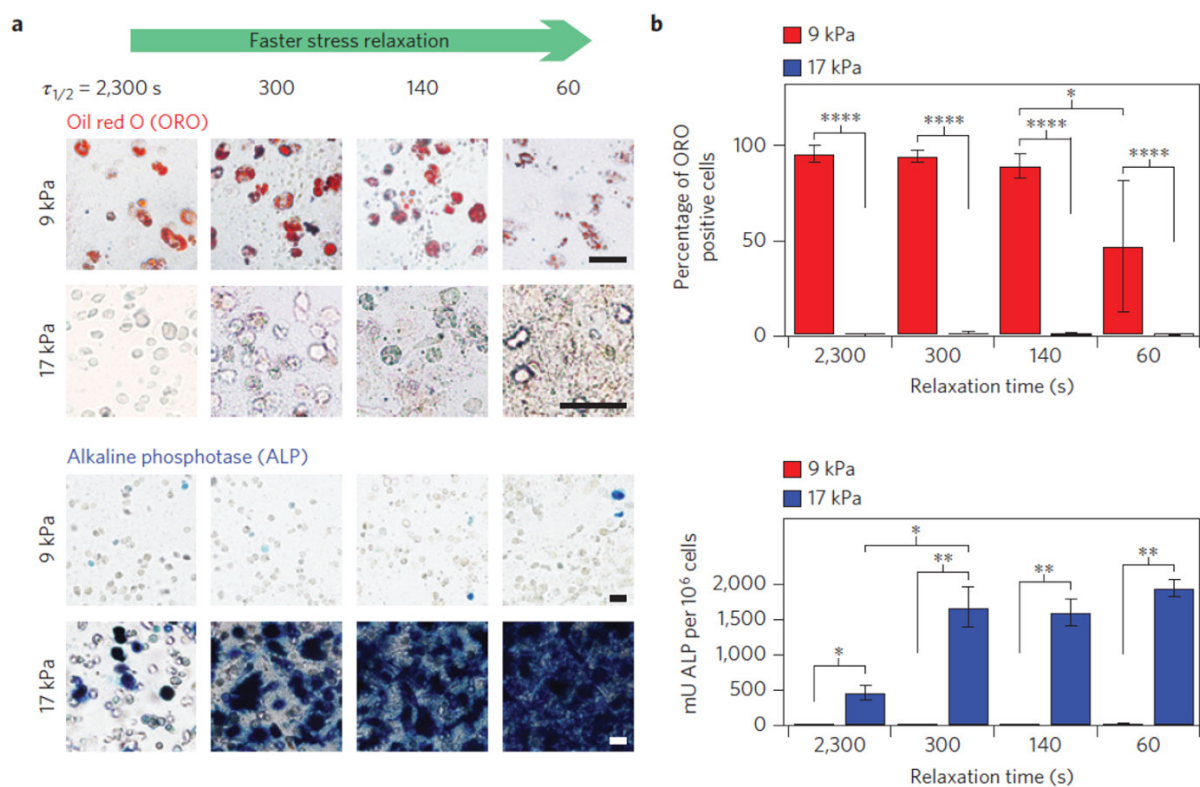 a
Faster stress relaxation
τ1/2 = 2,300 s 300 140 60
Oil red O (ORO)
9 kPa
17 kPa
Alkaline phosphotase (ALP)
9 kPa
17 kPa
b
9 kPa
17 kPa
Percentage of ORO
positive cells
100
50
0
**** **** **** * ****
2,300 300 140 60
Relaxation time (s)
9 kPa
17 kPa
mU ALP per 10⁶ cells
2,000
1,500
1,000
500
0
* * ** ** **
2,300 300 140 60
Relaxation time (s)